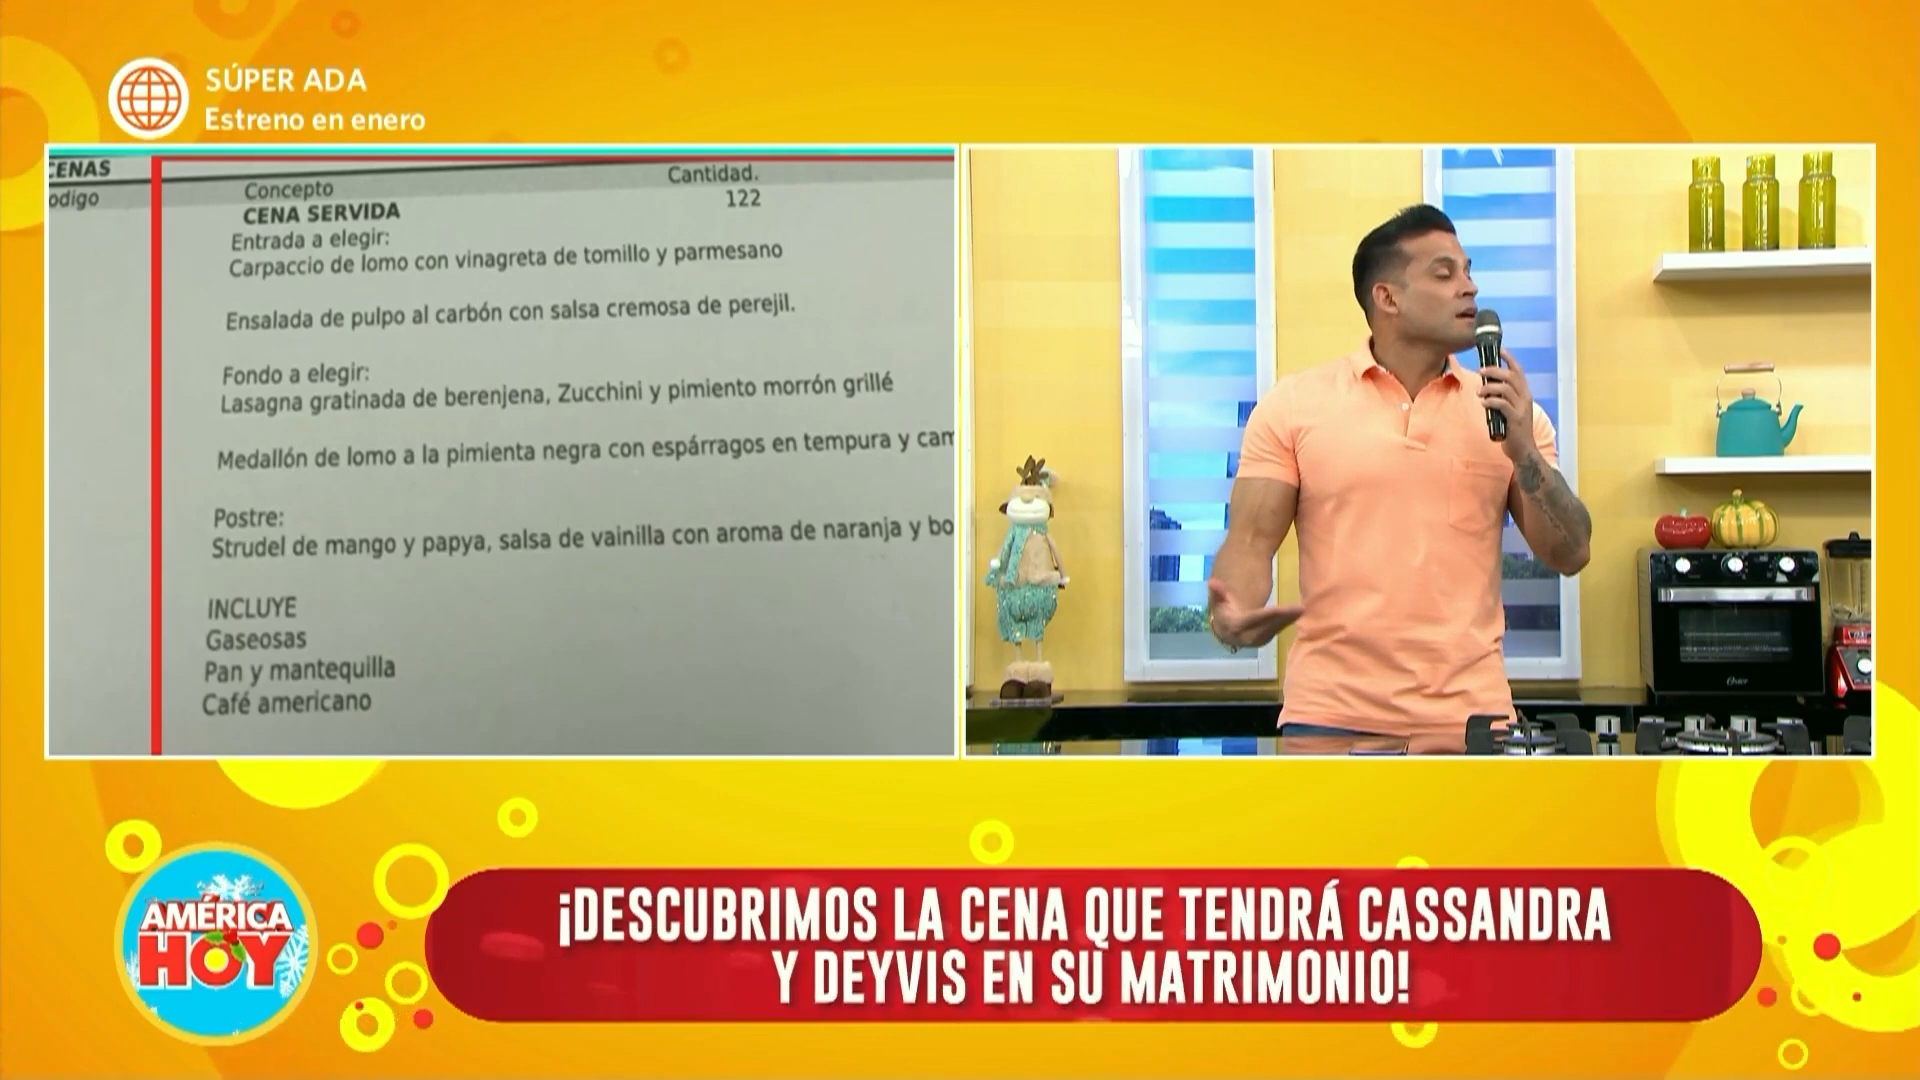 SÚPER ADA
Estreno en enero
CENAS
odigo
Concepto
Cantidad.
CENA SERVIDA
122
Entrada a elegir:
Carpaccio de lomo con vinagreta de tomillo y parmesano
Ensalada de pulpo al carbón con salsa cremosa de perejil.
Fondo a elegir:
Lasagna gratinada de berenjena, Zucchini y pimiento morrón grillé
Medallón de lomo a la pimienta negra con espárragos en tempura y cam
Postre:
Strudel de mango y papya, salsa de vainilla con aroma de naranja y bo
INCLUYE
Gaseosas
Pan y mantequilla
Café americano
Oster
AMÉRICA
HOY
¡DESCUBRIMOS LA CENA QUE TENDRÁ CASSANDRA
Y DEYVIS EN SU MATRIMONIO!